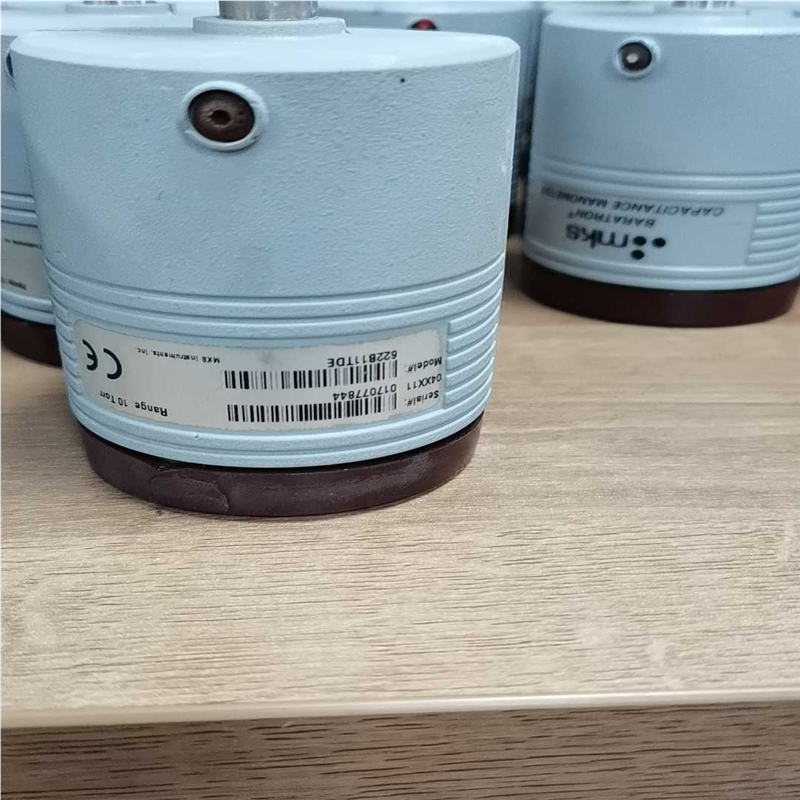 Serial#:
04XX11 017077844
Model#:
622B11TDE
MKS Instruments, Inc.
Range 10 Torr
CE
mks
BARATRON®
CAPACITANCE MANOMETER